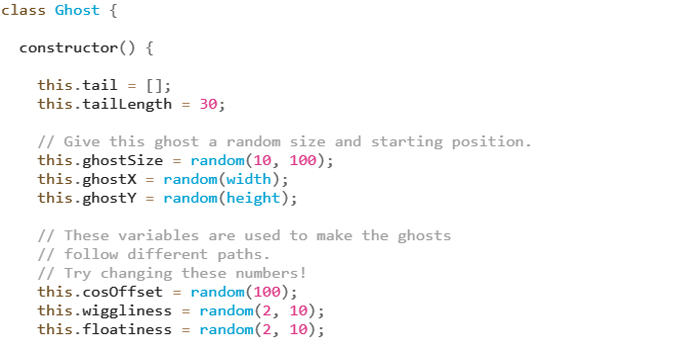 class Ghost {
constructor() {
this.tail = [];
this.tailLength = 30;
// Give this ghost a random size and starting position.
this.ghostSize = random(10, 100);
this.ghostX = random(width);
this.ghostY = random(height);
// These variables are used to make the ghosts
// follow different paths.
// Try changing these numbers!
this.cosOffset = random(100);
this.wiggliness = random(2, 10);
this.floatiness = random(2, 10);